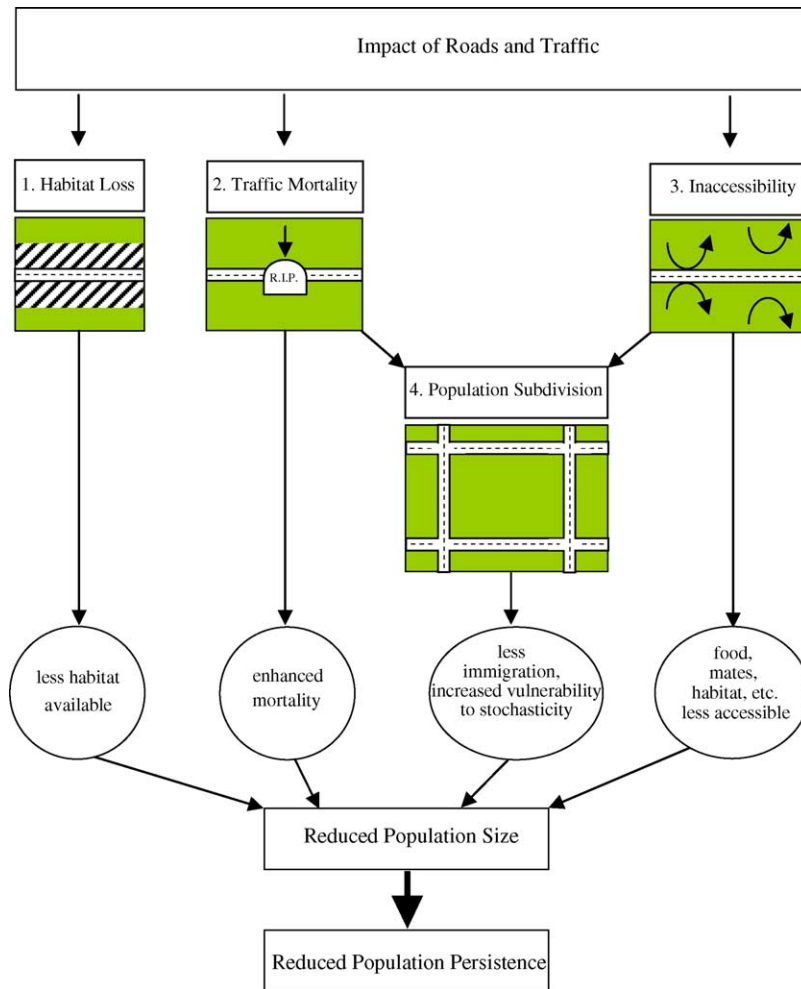 Impact of Roads and Traffic
1. Habitat Loss
2. Traffic Mortality
3. Inaccessibility
R.I.P.
4. Population Subdivision
less habitat
available
enhanced
mortality
less
immigration,
increased vulnerability
to stochasticity
food,
mates,
habitat, etc.
less accessible
Reduced Population Size
Reduced Population Persistence